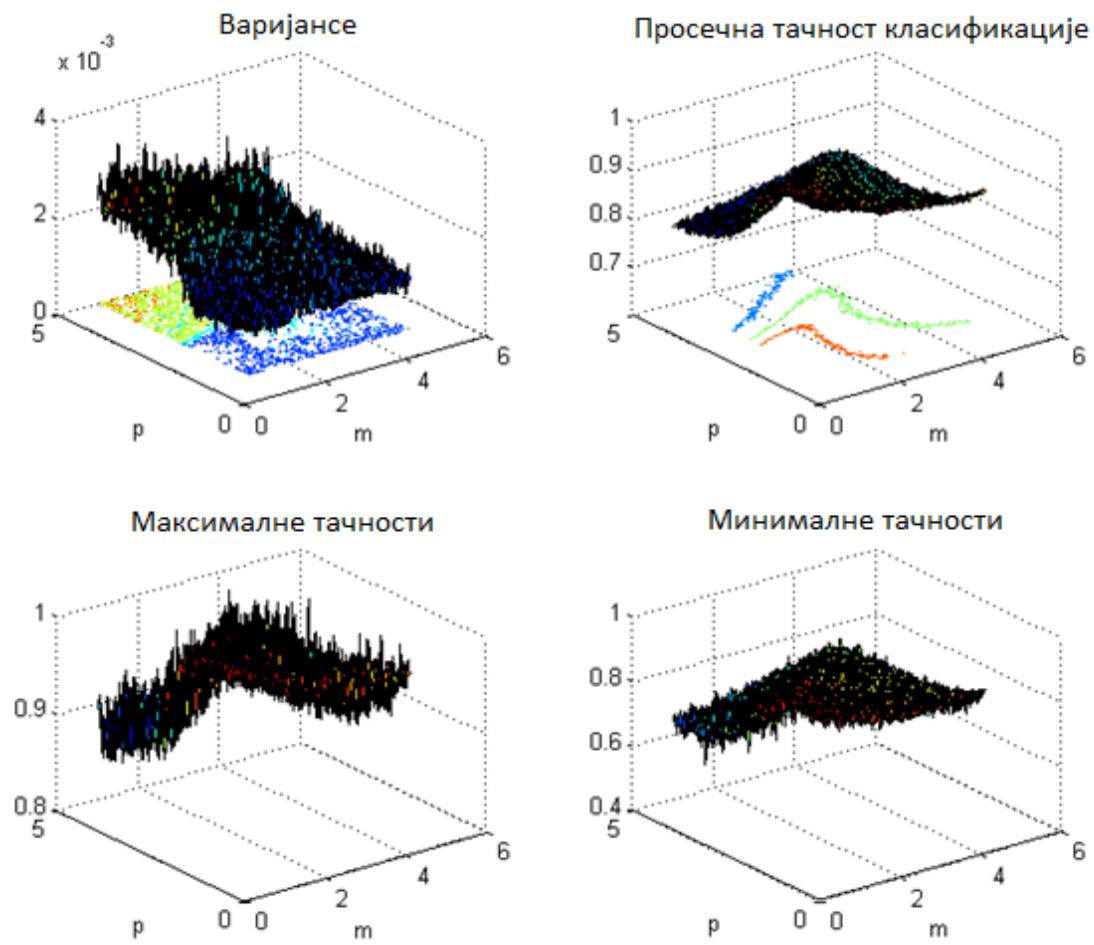 Варијансе
x 10⁻³
4
2
0
5
0
p
0
2
4
6
m
Просечна тачност класификације
1
0.9
0.8
0.7
5
0
p
0
2
4
6
m
Максималне тачности
1
0.9
0.8
5
0
p
0
2
4
6
m
Минималне тачности
1
0.8
0.6
0.4
5
0
p
0
2
4
6
m